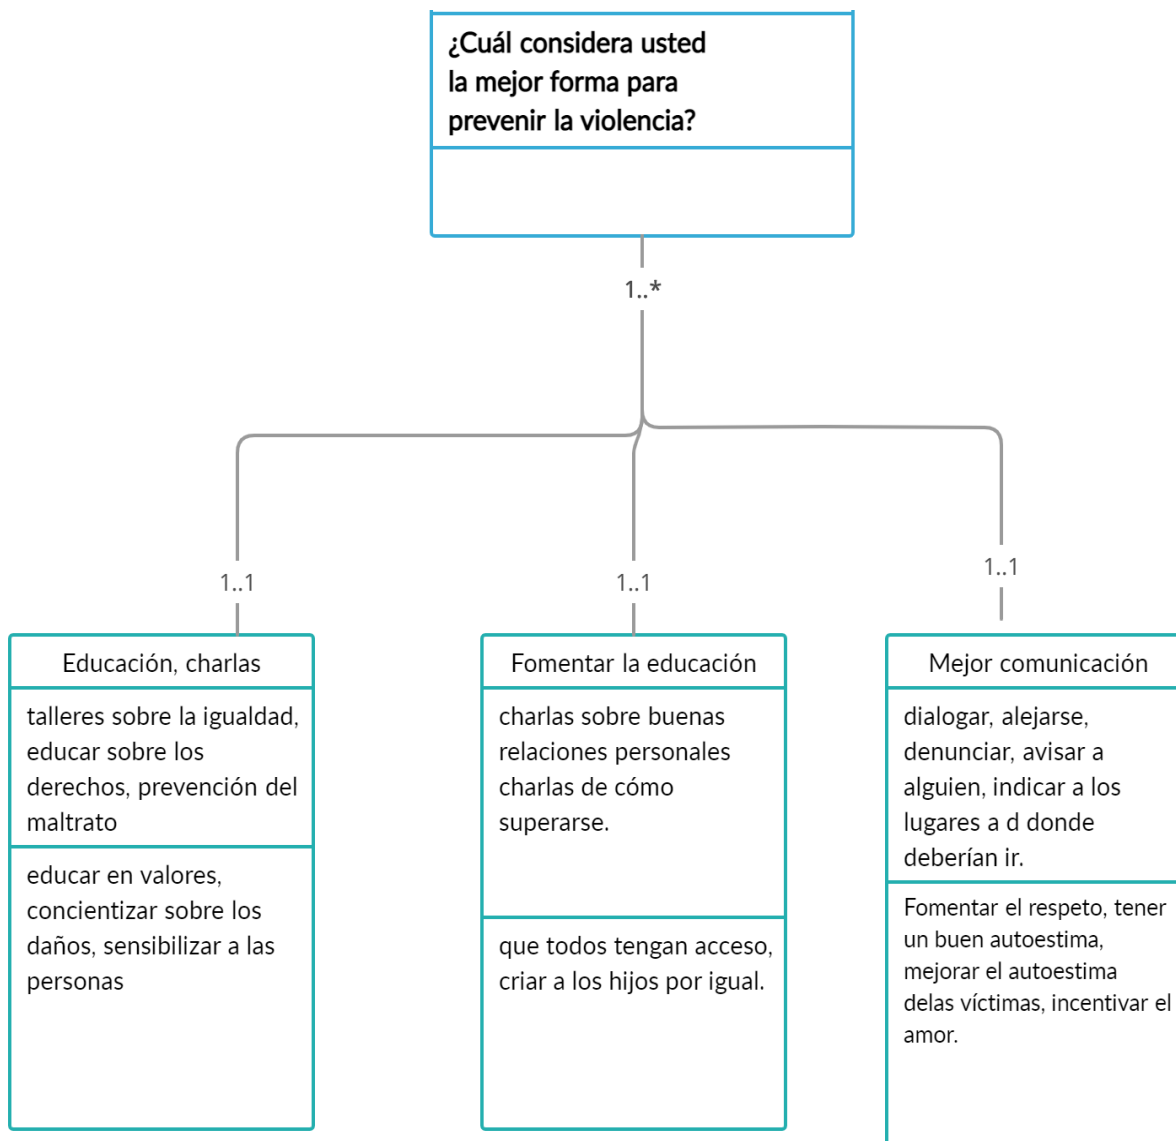 ¿Cuál considera usted
la mejor forma para
prevenir la violencia?
1..*
1..1
1..1
1..1
Educación, charlas
talleres sobre la igualdad,
educar sobre los
derechos, prevención del
maltrato
educar en valores,
concientizar sobre los
daños, sensibilizar a las
personas
Fomentar la educación
charlas sobre buenas
relaciones personales
charlas de cómo
superarse.
que todos tengan acceso,
criar a los hijos por igual.
Mejor comunicación
dialogar, alejarse,
denunciar, avisar a
alguien, indicar a los
lugares a d donde
deberían ir.
Fomentar el respeto, tener
un buen autoestima,
mejorar el autoestima
delas víctimas, incentivar el
amor.